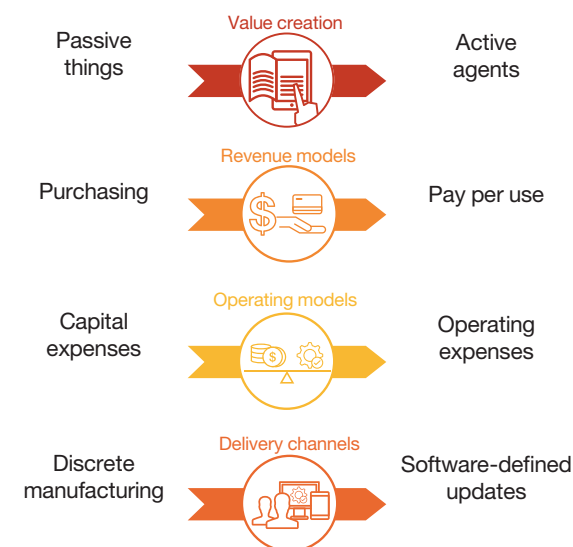 Value creation
Passive
things
Active
agents
Revenue models
Purchasing
Pay per use
Operating models
Capital
expenses
Operating
expenses
Delivery channels
Discrete
manufacturing
Software-defined
updates